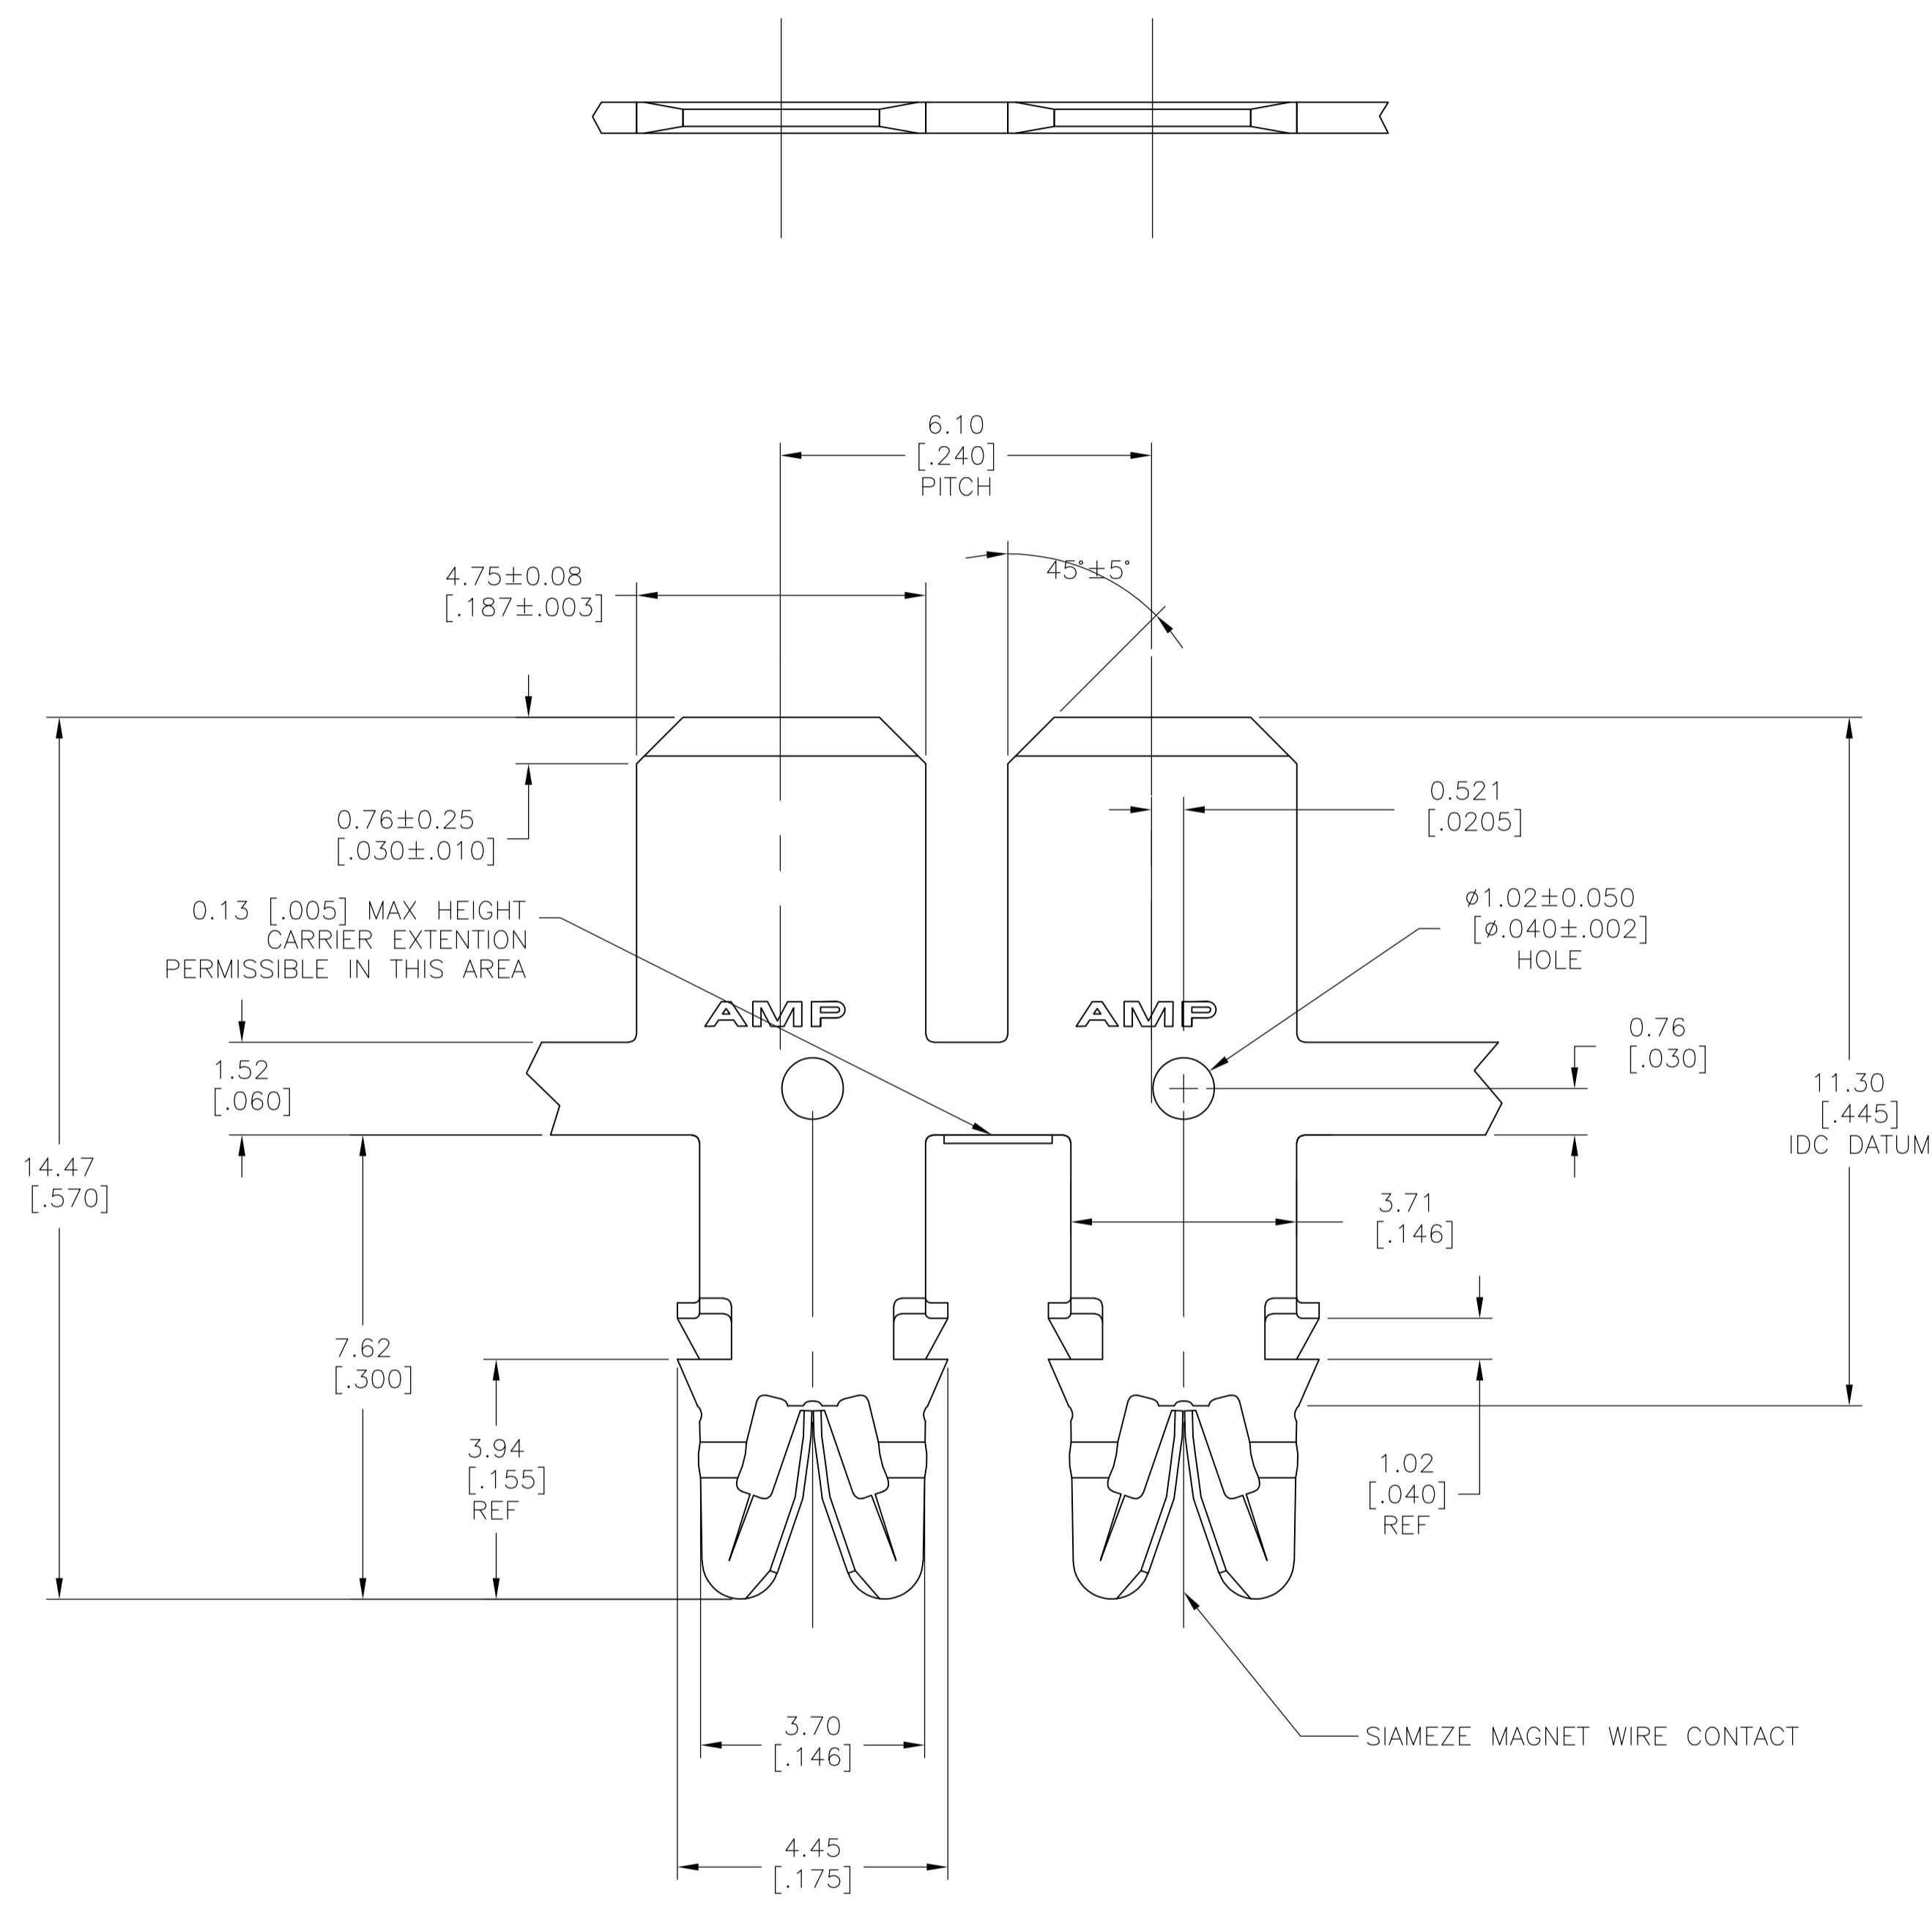 6.10
[.240]
PITCH
4.75±0.08
[.187±.003]
45°±5°
0.76±0.25
[.030±.010]
0.521
[.0205]
0.13 [.005] MAX HEIGHT
CARRIER EXTENTION
PERMISSIBLE IN THIS AREA
⌀1.02±0.050
[⌀.040±.002]
HOLE
AMP
AMP
0.76
[.030]
1.52
[.060]
11.30
[.445]
IDC DATUM
14.47
[.570]
3.71
[.146]
7.62
[.300]
3.94
[.155]
REF
1.02
[.040]
REF
3.70
[.146]
SIAMEZE MAGNET WIRE CONTACT
4.45
[.175]